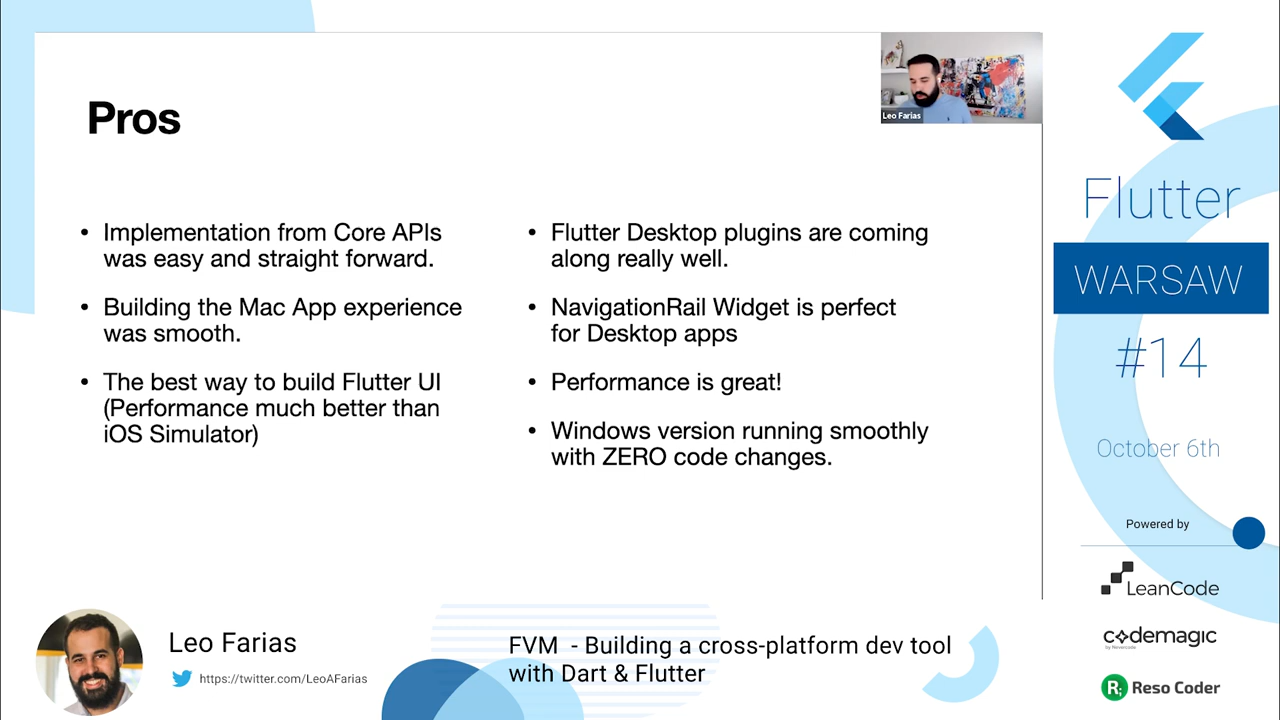 Pros
Leo Farias
• Implementation from Core APIs
was easy and straight forward.
• Building the Mac App experience
was smooth.
• The best way to build Flutter UI
(Performance much better than
iOS Simulator)
• Flutter Desktop plugins are coming
along really well.
• NavigationRail Widget is perfect
for Desktop apps
• Performance is great!
• Windows version running smoothly
with ZERO code changes.
Flutter
WARSAW
#14
October 6th
Powered by
LeanCode
codemagic
by Nevercode
R; Reso Coder
Leo Farias
https://twitter.com/LeoAFarias
FVM - Building a cross-platform dev tool
with Dart & Flutter